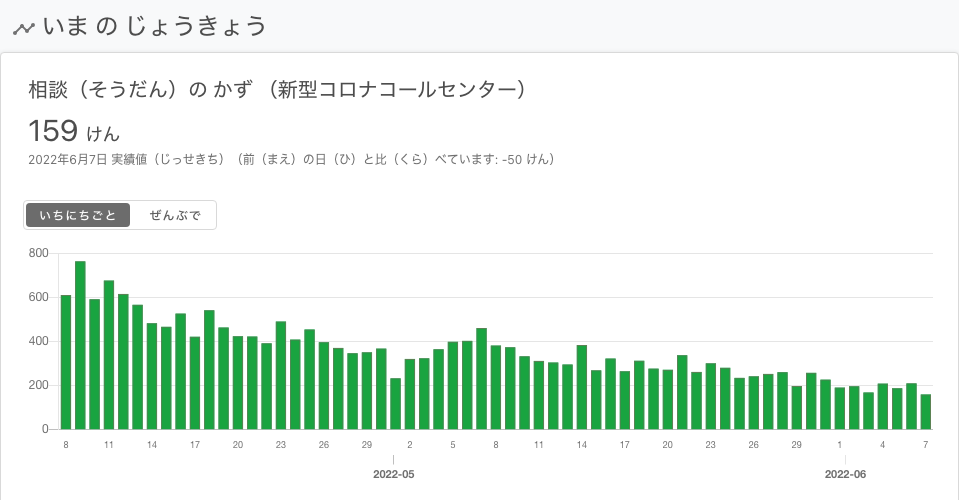 いま の じょうきょう
相談（そうだん）の かず （新型コロナコールセンター）
159 けん
2022年6月7日 実績値（じっせきち）（前（まえ）の日（ひ）と比（くら）べています: -50 けん）
いちにちごと ぜんぶで
800
600
400
200
0
8 11 14 17 20 23 26 29 2 5 8 11 14 17 20 23 26 29 1 4 7
2022-05 2022-06